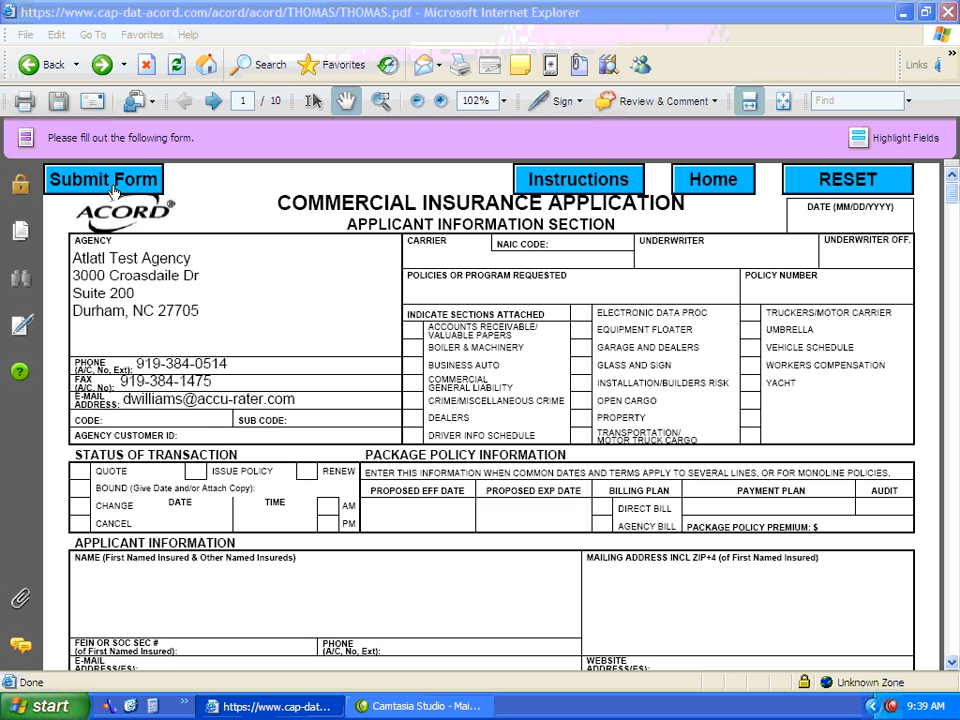 https://www.cap-dat-acord.com/acord/acord/THOMAS/THOMAS.pdf - Microsoft Internet Explorer
File Edit Go To Favorites Help
Back Search Favorites Links »
1 / 10 102% Sign Review & Comment Find
Please fill out the following form. Highlight Fields
Submit Form Instructions Home RESET
ACORD®
COMMERCIAL INSURANCE APPLICATION
APPLICANT INFORMATION SECTION
DATE (MM/DD/YYYY)
AGENCY
Atlatl Test Agency
3000 Croasdaile Dr
Suite 200
Durham, NC 27705
PHONE (A/C, No, Ext): 919-384-0514
FAX (A/C, No): 919-384-1475
E-MAIL ADDRESS: dwilliams@accu-rater.com
CODE: SUB CODE:
AGENCY CUSTOMER ID:
CARRIER NAIC CODE: UNDERWRITER UNDERWRITER OFF.
POLICIES OR PROGRAM REQUESTED POLICY NUMBER
INDICATE SECTIONS ATTACHED
ACCOUNTS RECEIVABLE/
VALUABLE PAPERS
BOILER & MACHINERY
BUSINESS AUTO
COMMERCIAL
GENERAL LIABILITY
CRIME/MISCELLANEOUS CRIME
DEALERS
DRIVER INFO SCHEDULE
ELECTRONIC DATA PROC
EQUIPMENT FLOATER
GARAGE AND DEALERS
GLASS AND SIGN
INSTALLATION/BUILDERS RISK
OPEN CARGO
PROPERTY
TRANSPORTATION/
MOTOR TRUCK CARGO
TRUCKERS/MOTOR CARRIER
UMBRELLA
VEHICLE SCHEDULE
WORKERS COMPENSATION
YACHT
STATUS OF TRANSACTION
QUOTE ISSUE POLICY RENEW
BOUND (Give Date and/or Attach Copy):
CHANGE DATE TIME AM
CANCEL PM
PACKAGE POLICY INFORMATION
ENTER THIS INFORMATION WHEN COMMON DATES AND TERMS APPLY TO SEVERAL LINES, OR FOR MONOLINE POLICIES.
PROPOSED EFF DATE PROPOSED EXP DATE BILLING PLAN PAYMENT PLAN AUDIT
DIRECT BILL
AGENCY BILL PACKAGE POLICY PREMIUM: $
APPLICANT INFORMATION
NAME (First Named Insured & Other Named Insureds) MAILING ADDRESS INCL ZIP+4 (of First Named Insured)
FEIN OR SOC SEC # PHONE
(of First Named Insured): (A/C, No, Ext):
E-MAIL WEBSITE
ADDRESS(ES): ADDRESS(ES):
Done Unknown Zone
start » https://www.cap-dat... Camtasia Studio - Mai... 9:39 AM